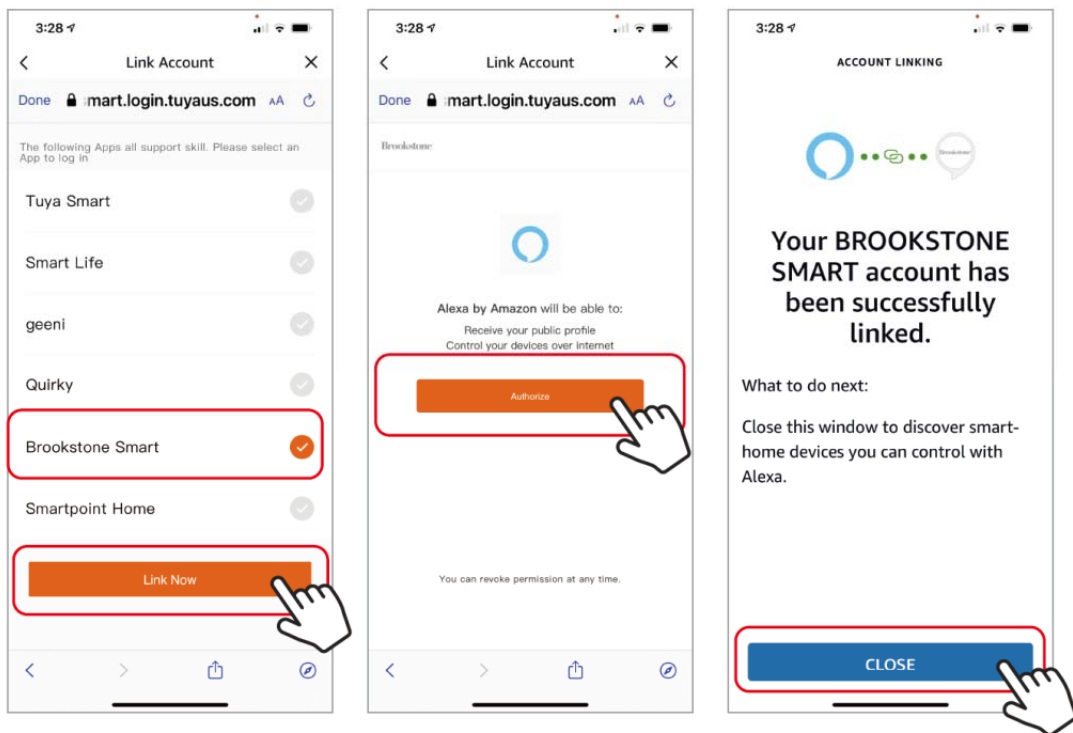 3:28
Link Account
Done
mart.login.tuyaus.com
AA
The following Apps all support skill. Please select an
App to log in
Tuya Smart
Smart Life
geeni
Quirky
Brookstone Smart
Smartpoint Home
Link Now
3:28
Link Account
Done
mart.login.tuyaus.com
AA
Brookstone
Alexa by Amazon will be able to:
Receive your public profile
Control your devices over Internet
Authorize
You can revoke permission at any time.
3:28
ACCOUNT LINKING
Brookstone
Your BROOKSTONE
SMART account has
been successfully
linked.
What to do next:
Close this window to discover smart-
home devices you can control with
Alexa.
CLOSE